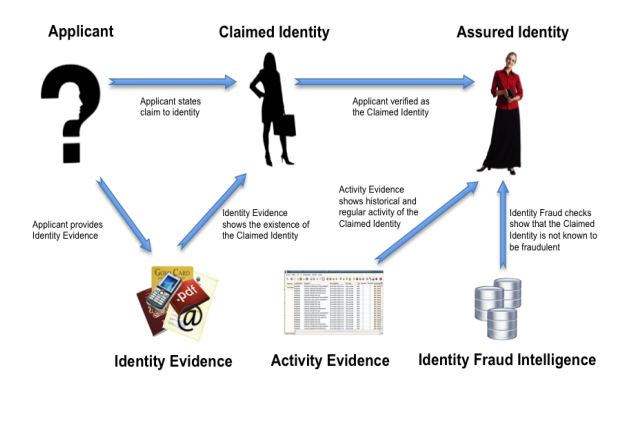 Applicant
Claimed Identity
Assured Identity
Applicant states
claim to identity
Applicant verified as
the Claimed Identity
Applicant provides
Identity Evidence
Identity Evidence
shows the existence of
the Claimed Identity
Activity Evidence
shows historical and
regular activity of the
Claimed Identity
Identity Fraud checks
show that the Claimed
Identity is not known to
be fraudulent
GOLD CARD
.pdf
@
Identity Evidence
Activity Evidence
Identity Fraud Intelligence